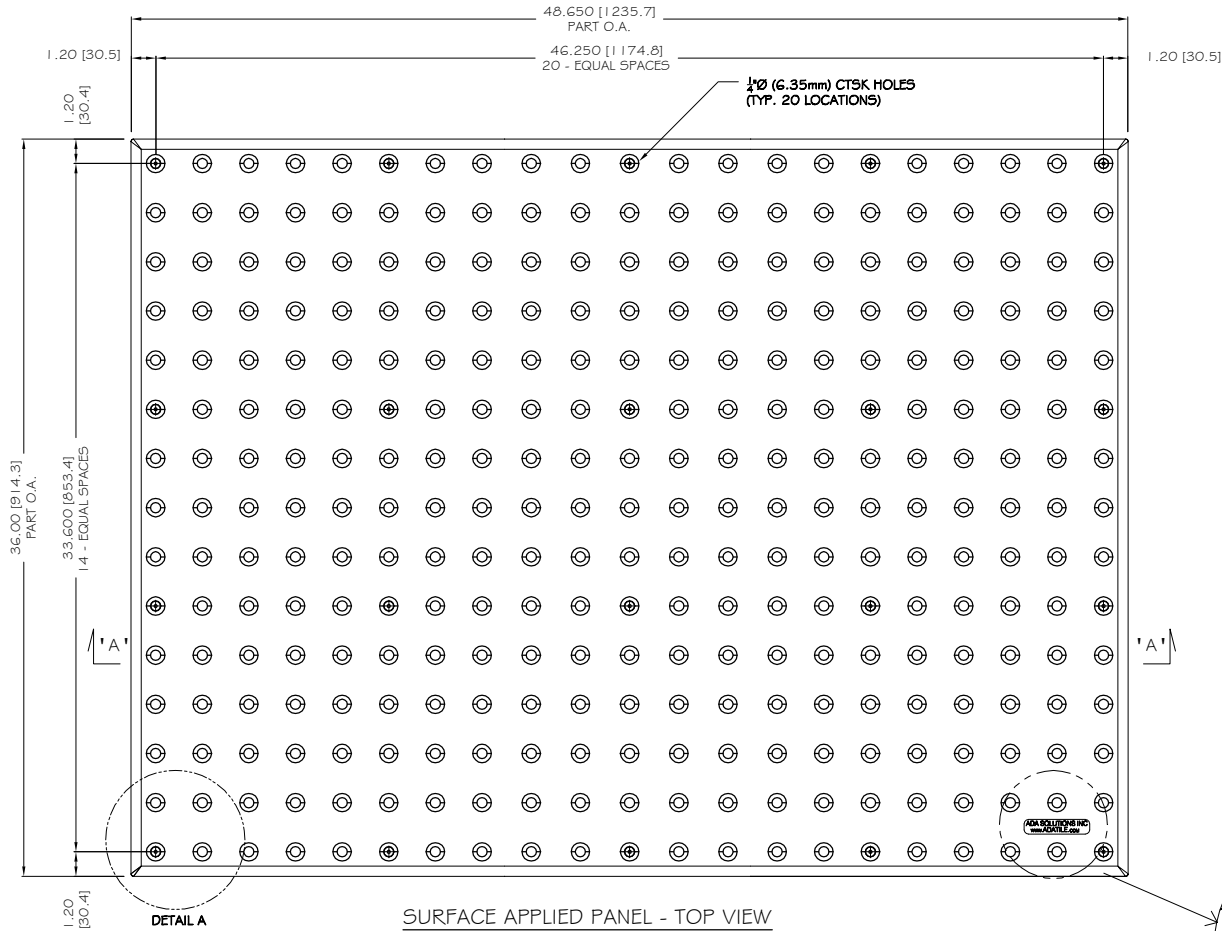 48.650 [1235.7]
PART O.A.
1.20 [30.5]
46.250 [1174.8]
20 - EQUAL SPACES
1.20 [30.5]
¼"Ø (6.35mm) CTSK HOLES
(TYP. 20 LOCATIONS)
1.20
[30.4]
36.00 [914.3]
PART O.A.
33.600 [853.4]
14 - EQUAL SPACES
'A'
'A'
ADA SOLUTIONS INC
www.ADATILE.COM
1.20
[30.4]
DETAIL A
SURFACE APPLIED PANEL - TOP VIEW